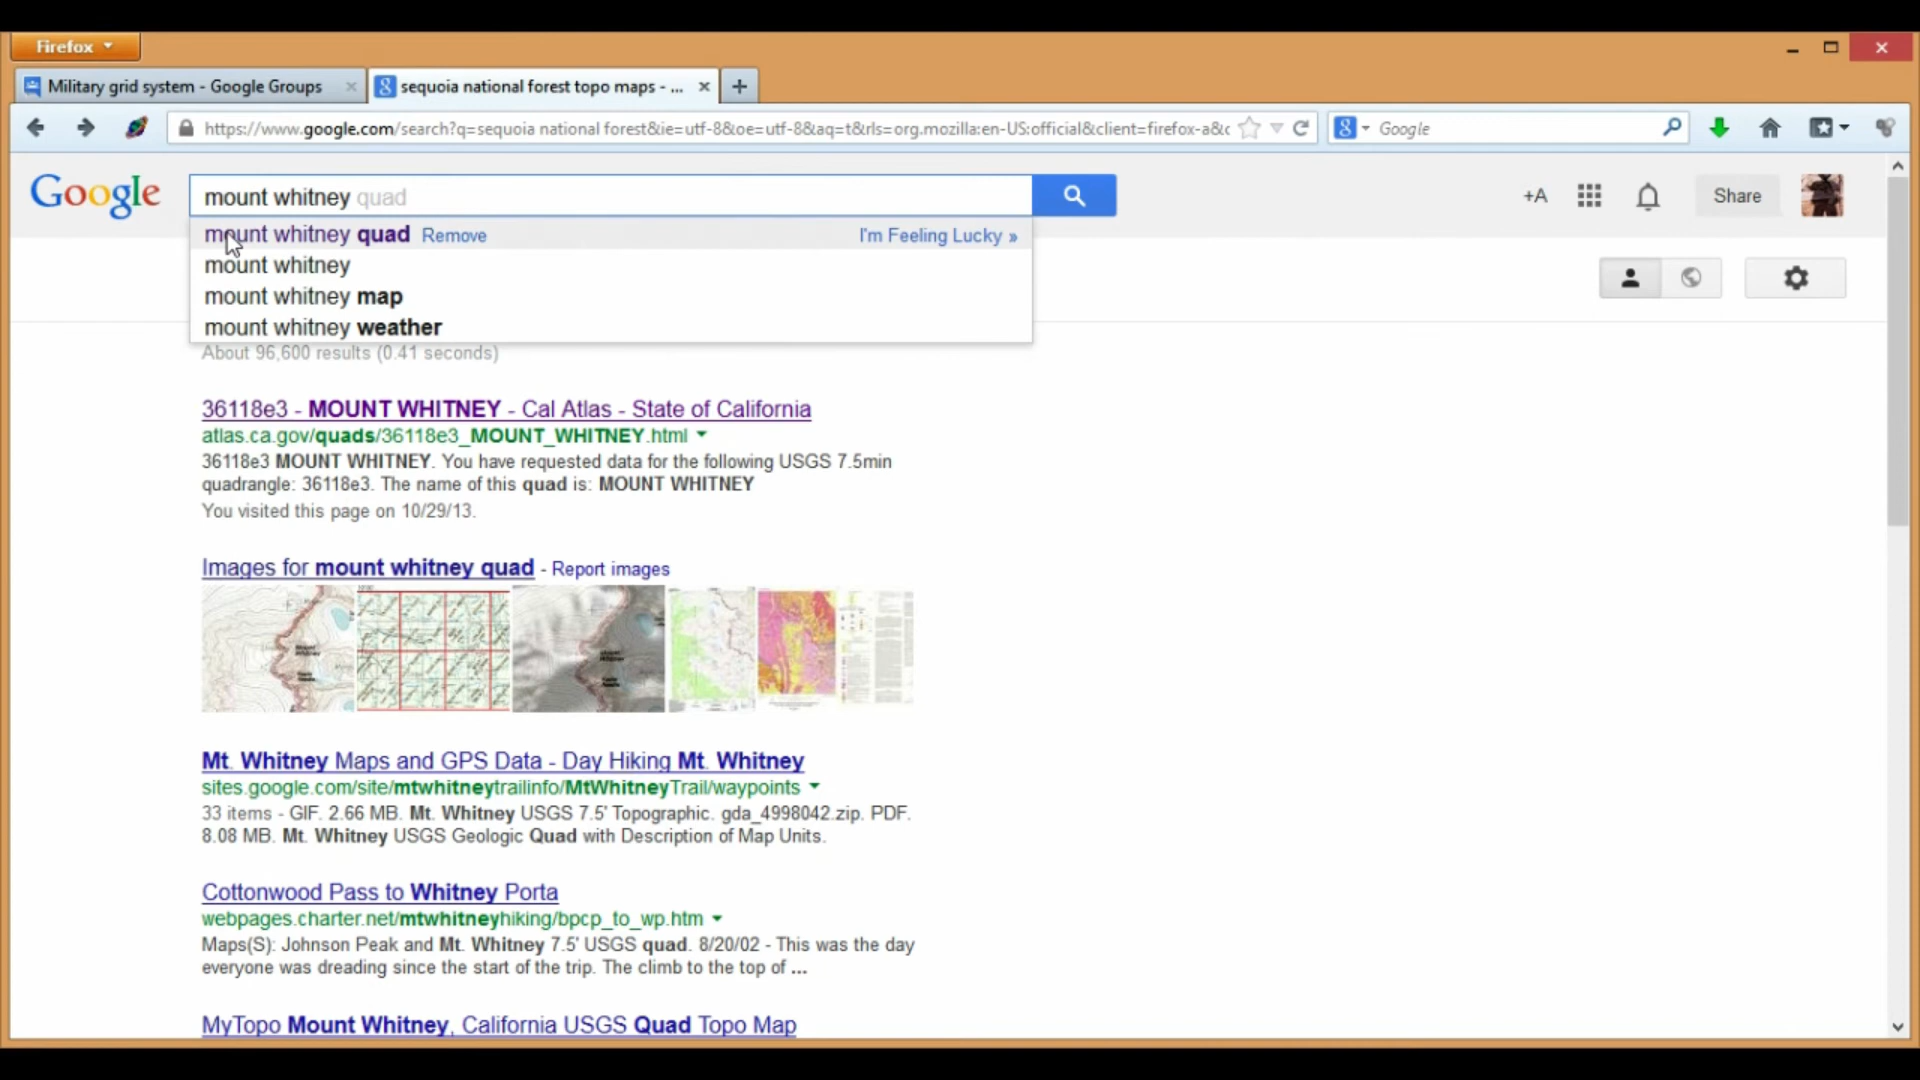 Firefox
Military grid system - Google Groups
sequoia national forest topo maps - ...
https://www.google.com/search?q=sequoia national forest&ie=utf-8&oe=utf-8&aq=t&rls=org.mozilla:en-US:official&client=firefox-a&c
Google
Google
mount whitney quad
+A
Share
mount whitney quad Remove I'm Feeling Lucky »
mount whitney
mount whitney map
mount whitney weather
About 96,600 results (0.41 seconds)
36118e3 - MOUNT WHITNEY - Cal Atlas - State of California
atlas.ca.gov/quads/36118e3_MOUNT_WHITNEY.html
36118e3 MOUNT WHITNEY. You have requested data for the following USGS 7.5min
quadrangle: 36118e3. The name of this quad is: MOUNT WHITNEY
You visited this page on 10/29/13.
Images for mount whitney quad - Report images
Mt. Whitney Maps and GPS Data - Day Hiking Mt. Whitney
sites.google.com/site/mtwhitneytrailinfo/MtWhitneyTrail/waypoints
33 items - GIF. 2.66 MB. Mt. Whitney USGS 7.5' Topographic. gda_4998042.zip. PDF.
8.08 MB. Mt. Whitney USGS Geologic Quad with Description of Map Units.
Cottonwood Pass to Whitney Porta
webpages.charter.net/mtwhitneyhiking/bpcp_to_wp.htm
Maps(S): Johnson Peak and Mt. Whitney 7.5' USGS quad. 8/20/02 - This was the day
everyone was dreading since the start of the trip. The climb to the top of ...
MyTopo Mount Whitney, California USGS Quad Topo Map